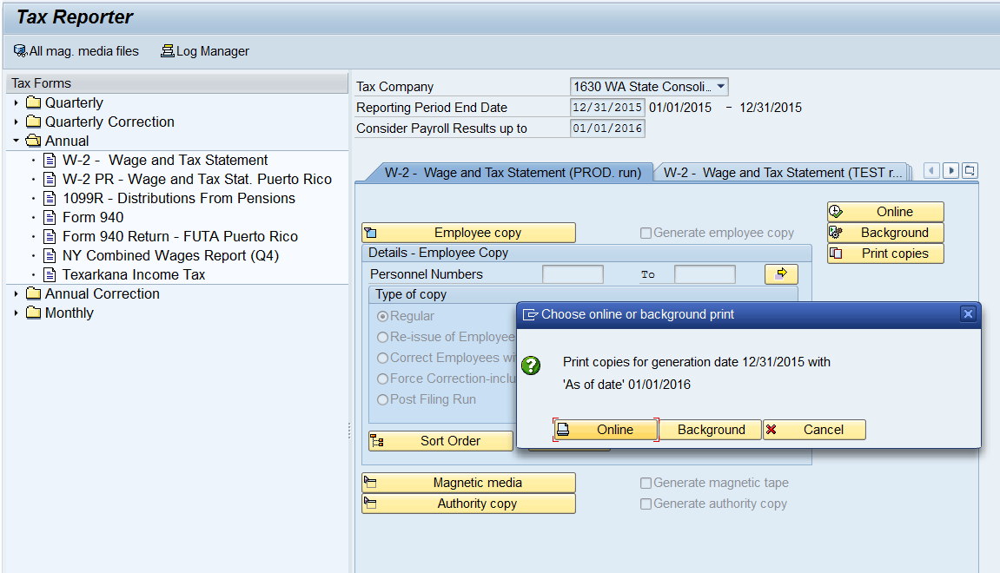 Tax Reporter
All mag. media files Log Manager
Tax Forms
Quarterly
Quarterly Correction
Annual
W-2 - Wage and Tax Statement
W-2 PR - Wage and Tax Stat. Puerto Rico
1099R - Distributions From Pensions
Form 940
Form 940 Return - FUTA Puerto Rico
NY Combined Wages Report (Q4)
Texarkana Income Tax
Annual Correction
Monthly
Tax Company 1630 WA State Consoli...
Reporting Period End Date 12/31/2015 01/01/2015 - 12/31/2015
Consider Payroll Results up to 01/01/2016
W-2 - Wage and Tax Statement (PROD. run) W-2 - Wage and Tax Statement (TEST r...
Online
Background
Print copies
Employee copy Generate employee copy
Details - Employee Copy
Personnel Numbers To
Type of copy
Regular
Re-issue of Employee
Correct Employees wi
Force Correction-inclu
Post Filing Run
Sort Order
Choose online or background print
Print copies for generation date 12/31/2015 with
'As of date' 01/01/2016
Online Background Cancel
Magnetic media Generate magnetic tape
Authority copy Generate authority copy